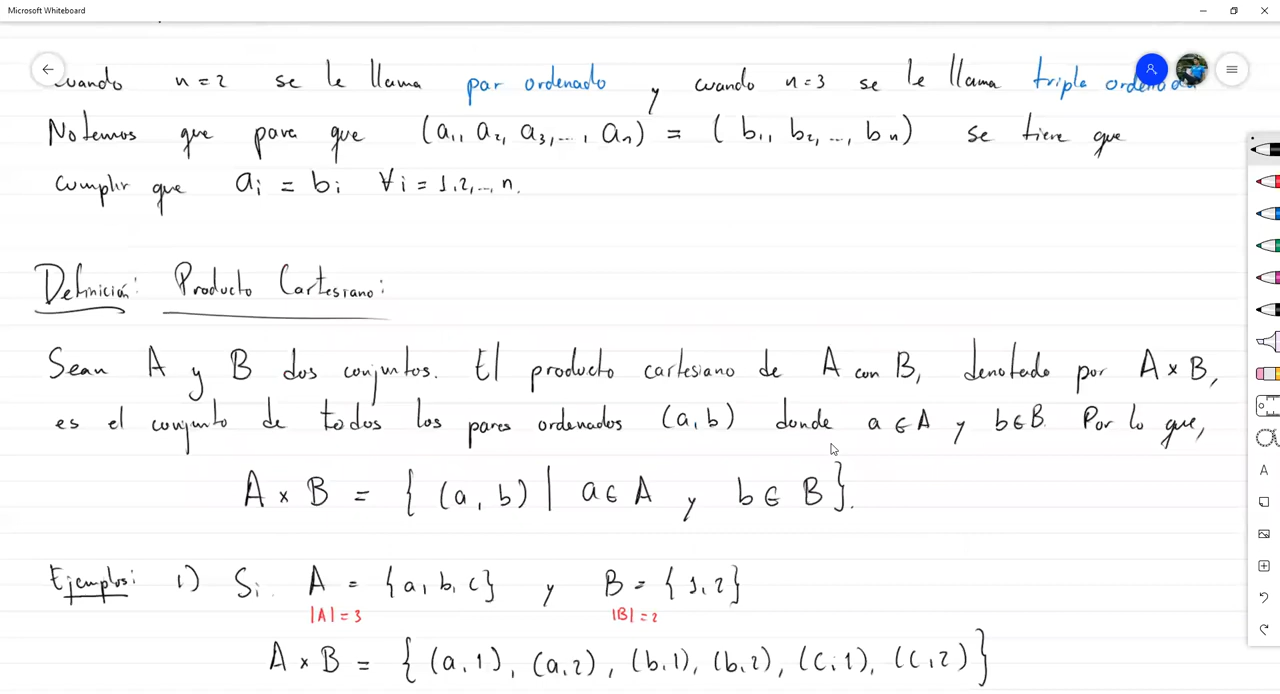 Microsoft Whiteboard
cuando n = 2 se le llama par ordenado y cuando n = 3 se le llama tripla ordenada
Notemos que para que (a₁, a₂, a₃, ..., aₙ) = (b₁, b₂, ..., bₙ) se tiene que
cumplir que aᵢ = bᵢ ∀i = 1, 2, ..., n.
Definición: Producto Cartesiano:
Sean A y B dos conjuntos. El producto cartesiano de A con B, denotado por A × B,
es el conjunto de todos los pares ordenados (a, b) donde a ∈ A y b ∈ B. Por lo que,
A × B = { (a, b) | a ∈ A y b ∈ B }.
Ejemplos: 1) Si A = {a, b, c} y B = {1, 2}
|A| = 3 |B| = 2
A × B = { (a, 1), (a, 2), (b, 1), (b, 2), (c, 1), (c, 2) }